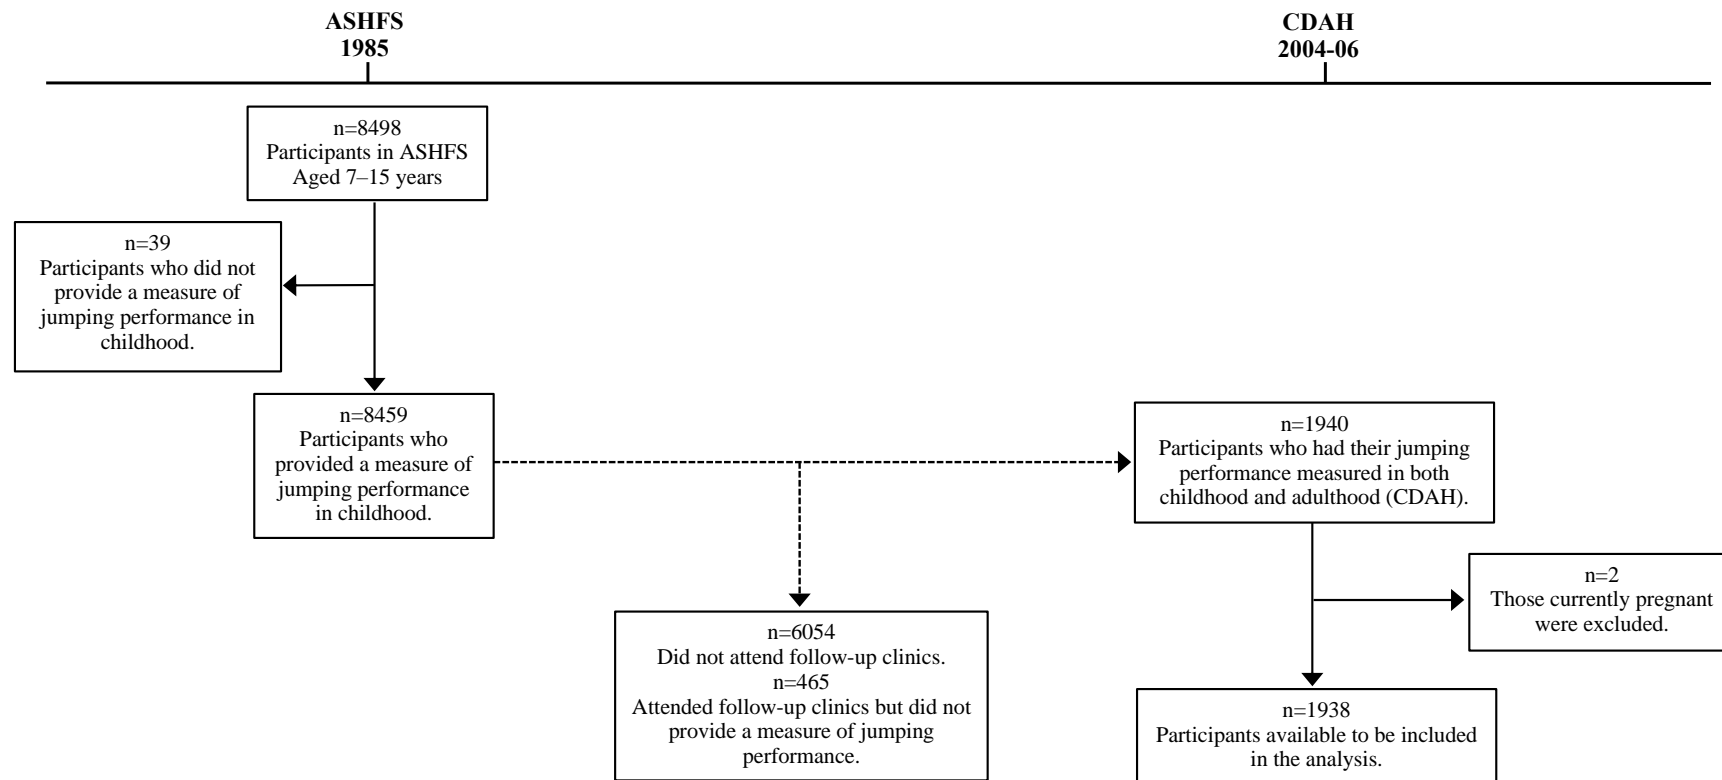 ASHFS
1985
CDAH
2004-06
n=8498
Participants in ASHFS
Aged 7–15 years
n=39
Participants who did not
provide a measure of
jumping performance in
childhood.
n=8459
Participants who
provided a measure of
jumping performance
in childhood.
n=1940
Participants who had their jumping
performance measured in both
childhood and adulthood (CDAH).
n=2
Those currently pregnant
were excluded.
n=6054
Did not attend follow-up clinics.
n=465
Attended follow-up clinics but did not
provide a measure of jumping
performance.
n=1938
Participants available to be included
in the analysis.